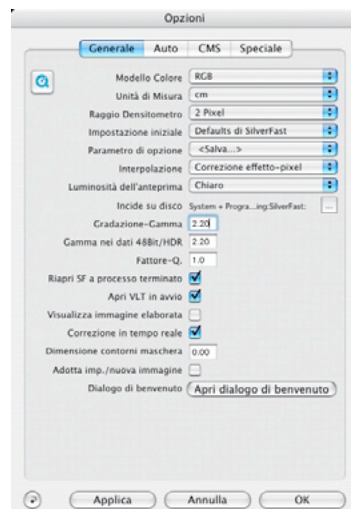 Opzioni
Generale Auto CMS Speciale
Modello Colore RGB
Unità di Misura cm
Raggio Densitometro 2 Pixel
Impostazione iniziale Defaults di SilverFast
Parametro di opzione <Salva...>
Interpolazione Correzione effetto-pixel
Luminosità dell'anteprima Chiaro
Incide su disco System + Progra...ing:SilverFast: ...
Gradazione-Gamma 2.20
Gamma nei dati 48Bit/HDR 2.20
Fattore-Q. 1.0
Riapri SF a processo terminato
Apri VLT in avvio
Visualizza immagine elaborata
Correzione in tempo reale
Dimensione contorni maschera 0.00
Adotta imp./nuova immagine
Dialogo di benvenuto Apri dialogo di benvenuto
Applica Annulla OK